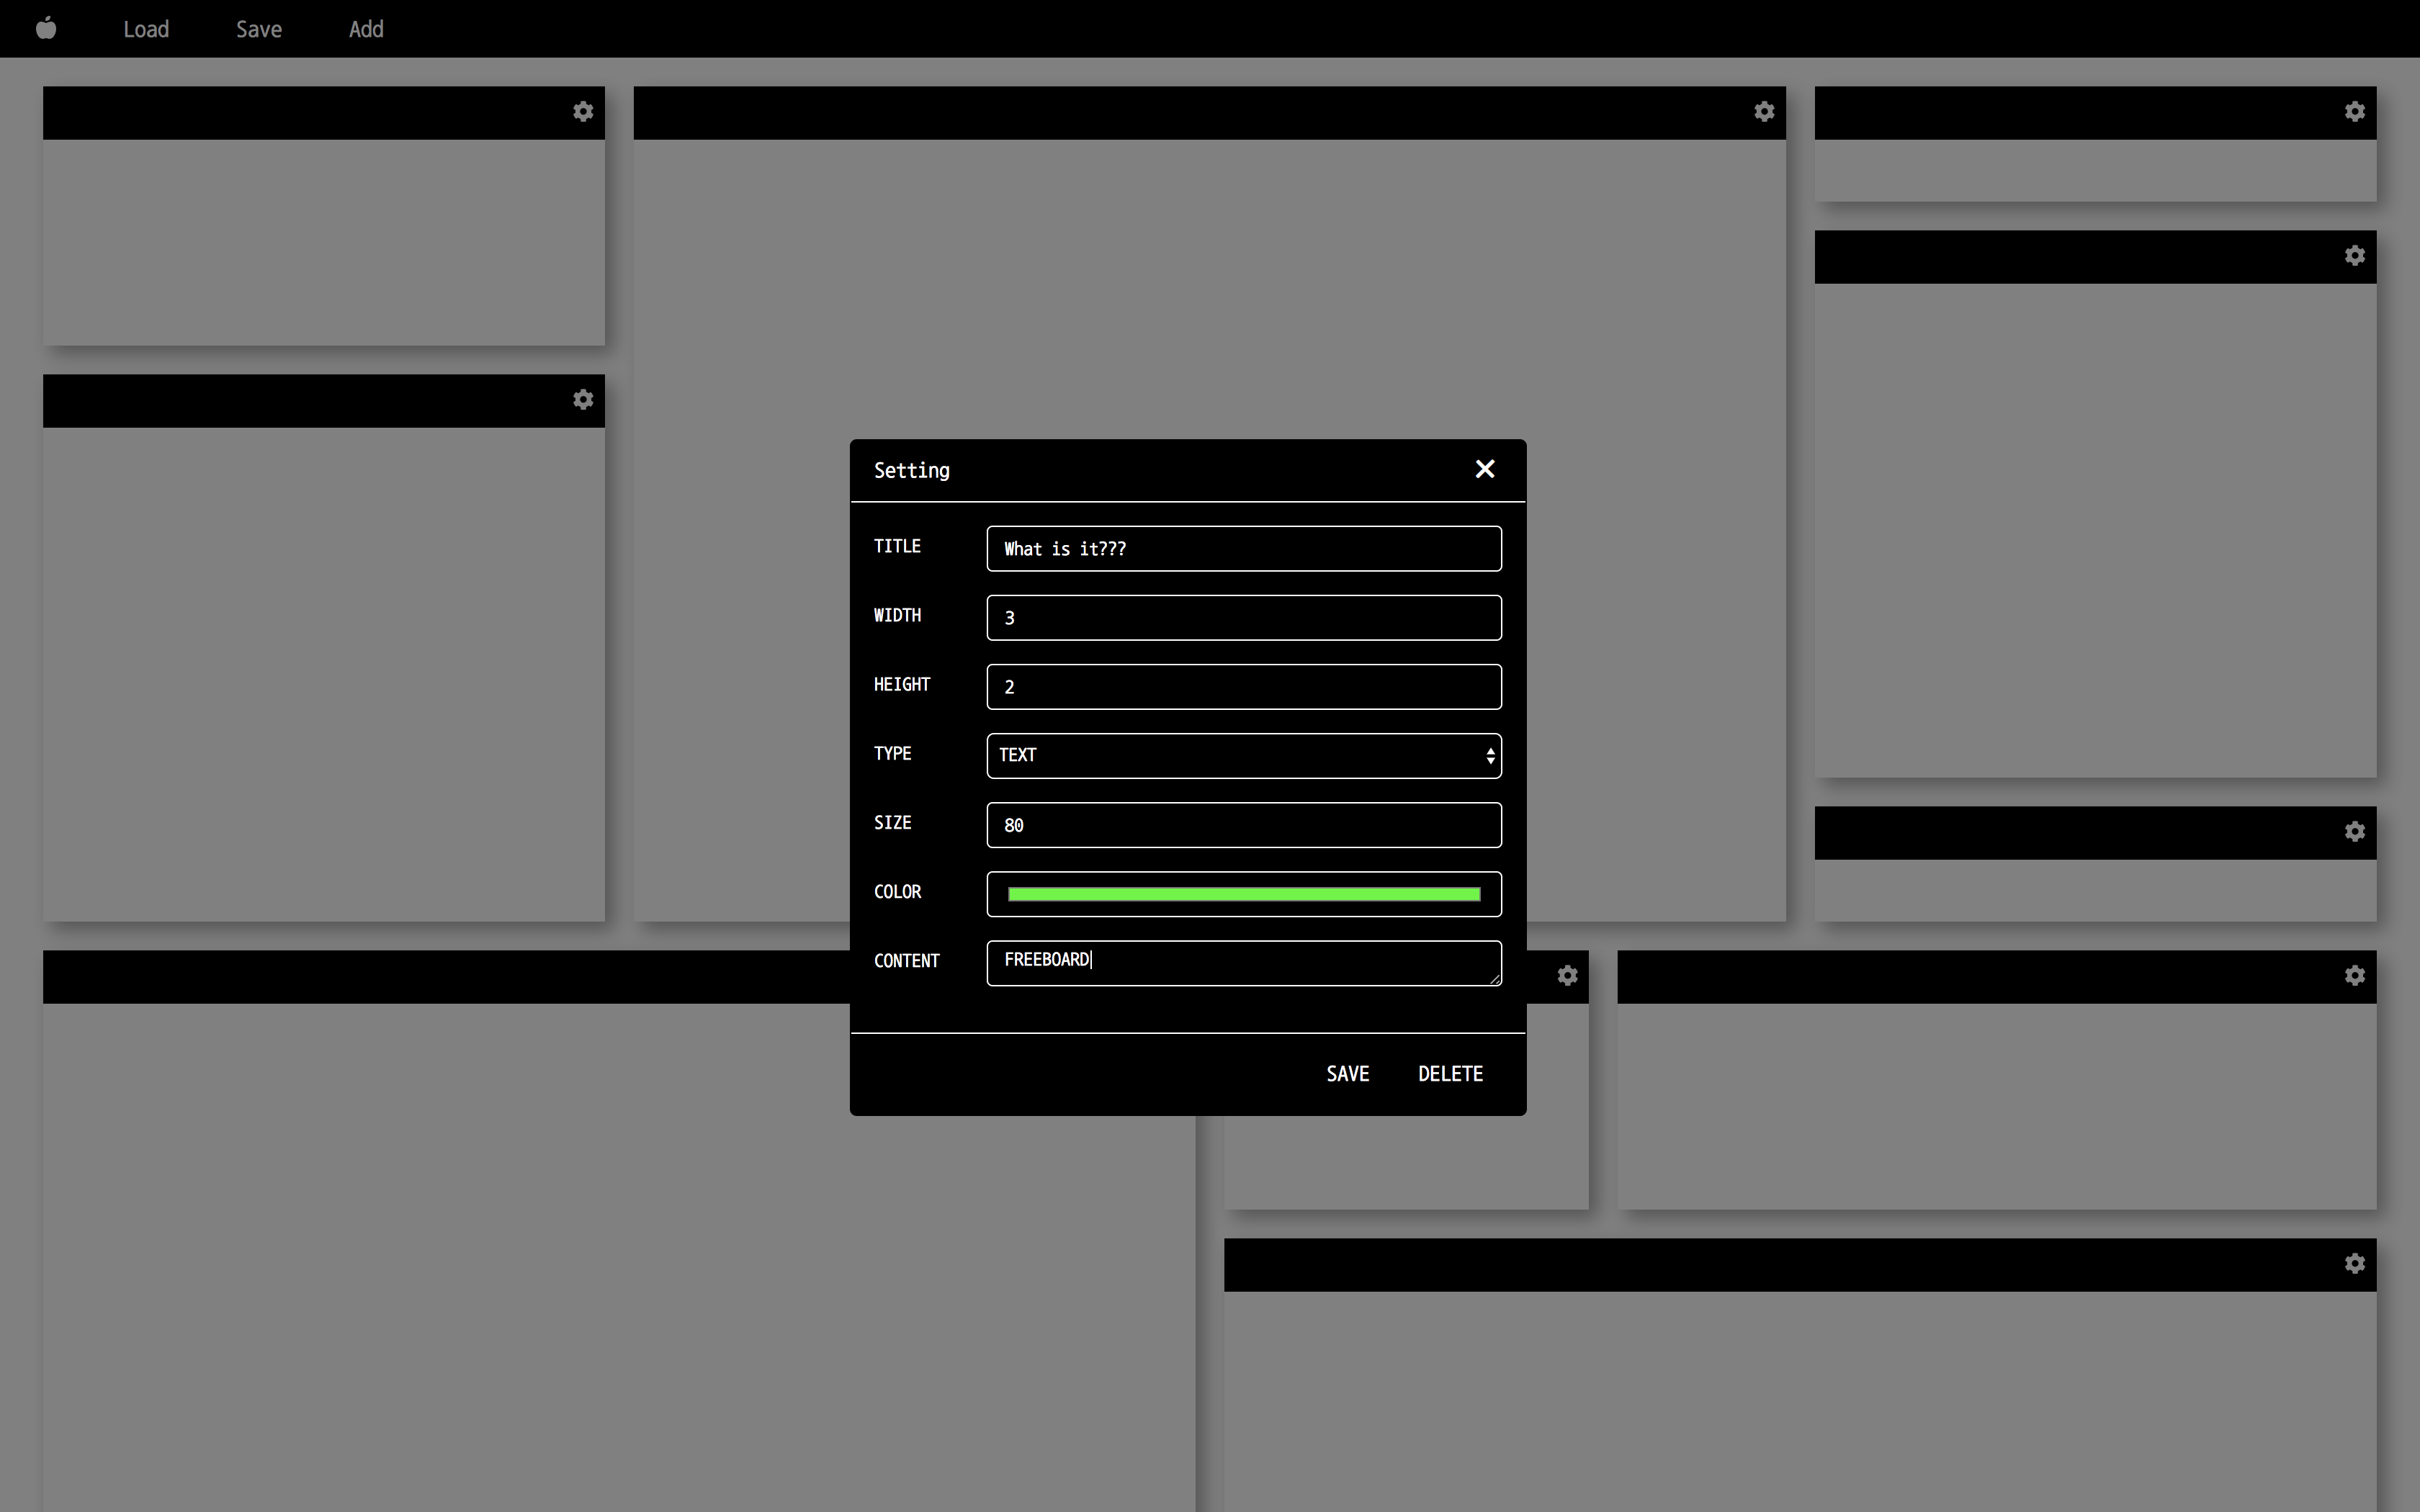 Load Save Add
Setting
TITLE What is it???
WIDTH 3
HEIGHT 2
TYPE TEXT
SIZE 80
COLOR
CONTENT FREEBOARD
SAVE DELETE